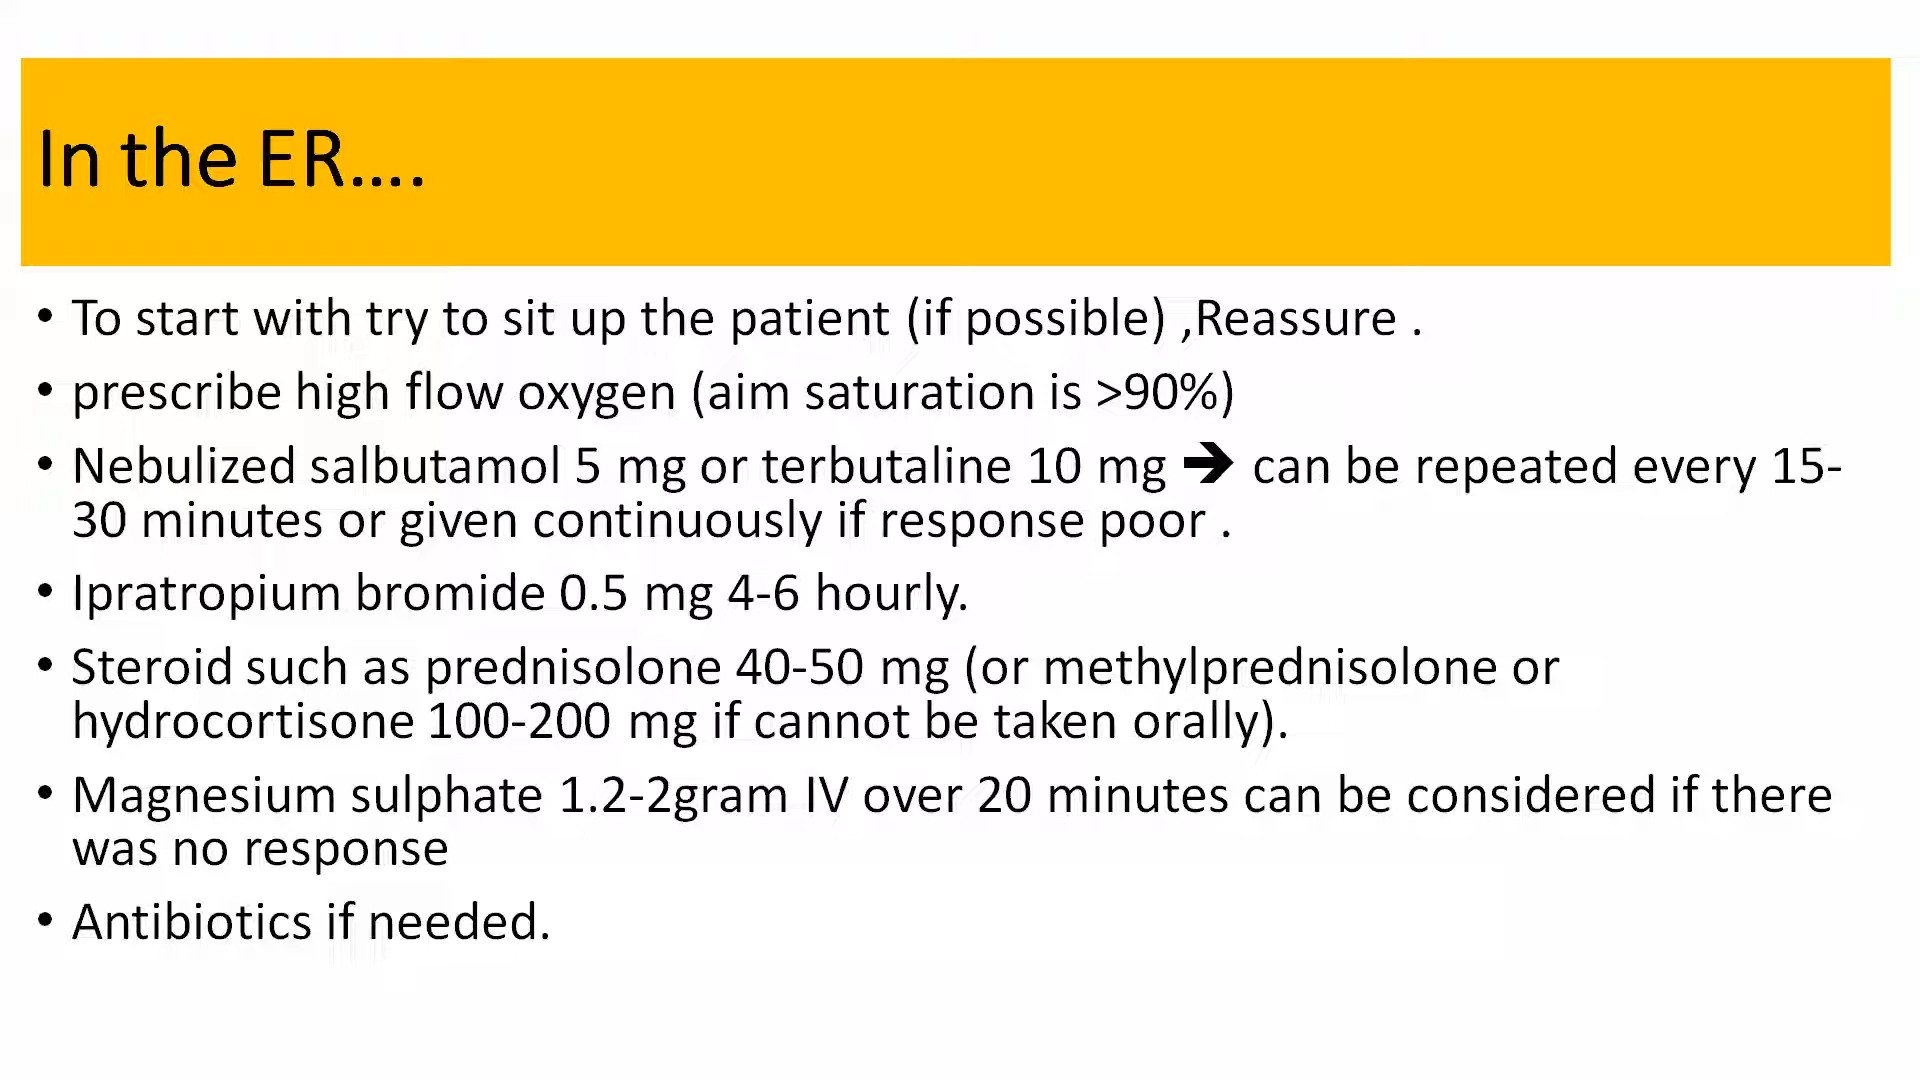 In the ER....
• To start with try to sit up the patient (if possible) ,Reassure .
• prescribe high flow oxygen (aim saturation is >90%)
• Nebulized salbutamol 5 mg or terbutaline 10 mg ➔ can be repeated every 15-
30 minutes or given continuously if response poor .
• Ipratropium bromide 0.5 mg 4-6 hourly.
• Steroid such as prednisolone 40-50 mg (or methylprednisolone or
hydrocortisone 100-200 mg if cannot be taken orally).
• Magnesium sulphate 1.2-2gram IV over 20 minutes can be considered if there
was no response
• Antibiotics if needed.